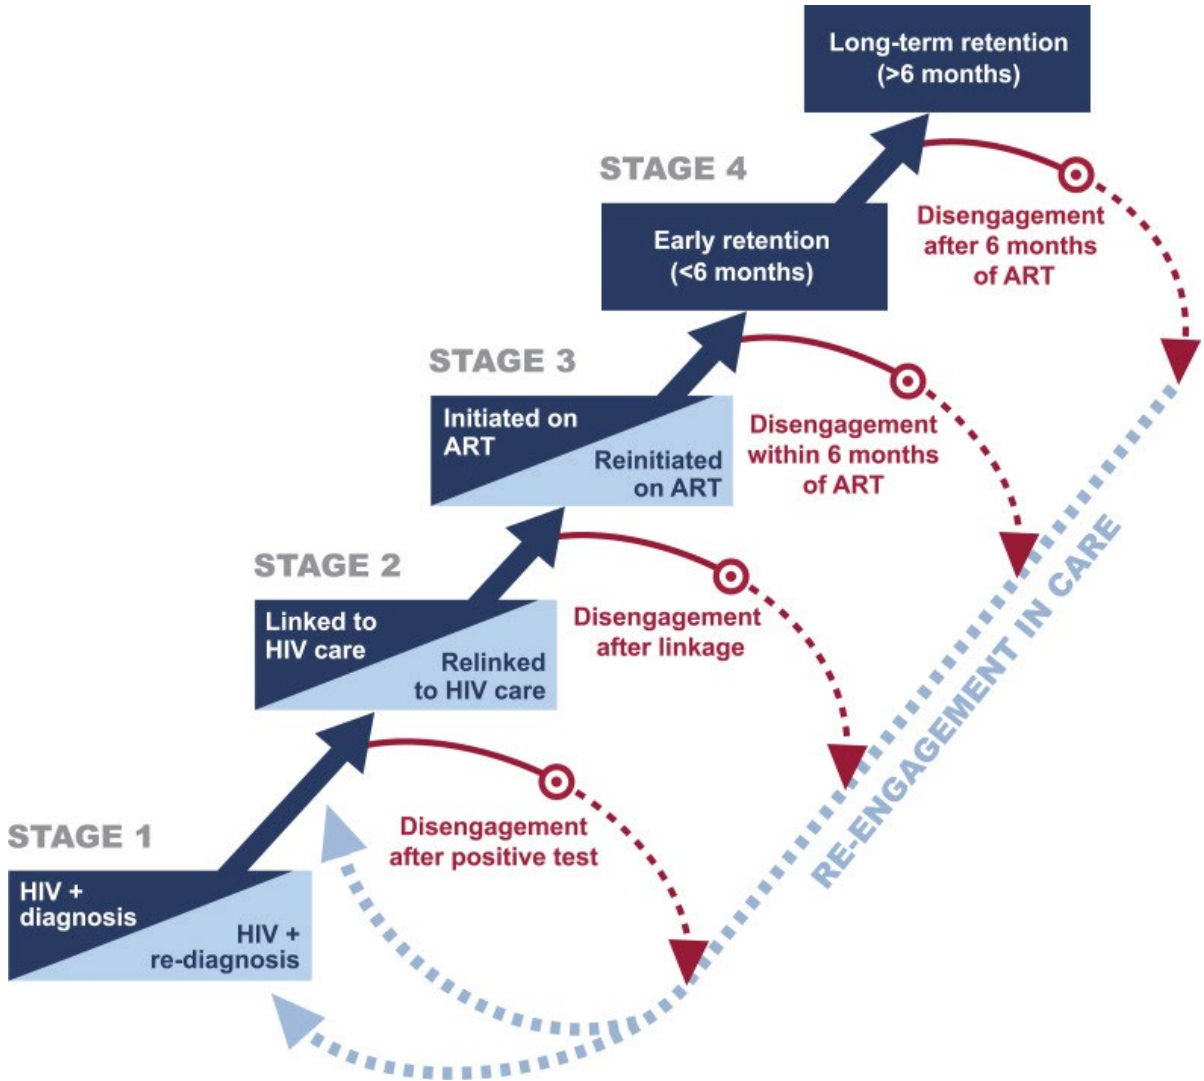 Long-term retention
(>6 months)
STAGE 4
Early retention
(<6 months)
Disengagement
after 6 months
of ART
STAGE 3
Initiated on
ART
Reinitiated
on ART
Disengagement
within 6 months
of ART
STAGE 2
Linked to
HIV care
Relinked
to HIV care
Disengagement
after linkage
RE-ENGAGEMENT IN CARE
STAGE 1
HIV +
diagnosis
HIV +
re-diagnosis
Disengagement
after positive test